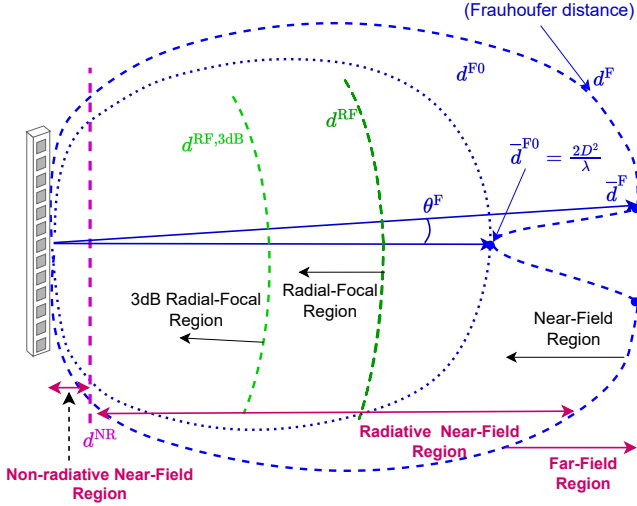 (Frauhoufer distance)
d^F0
d^F
d^RF,3dB
d^RF
d̅^F0 = 2D²/λ
d̅^F
θ^F
3dB Radial-Focal
Region
Radial-Focal
Region
Near-Field
Region
d^NR
Radiative Near-Field
Region
Non-radiative Near-Field
Region
Far-Field
Region